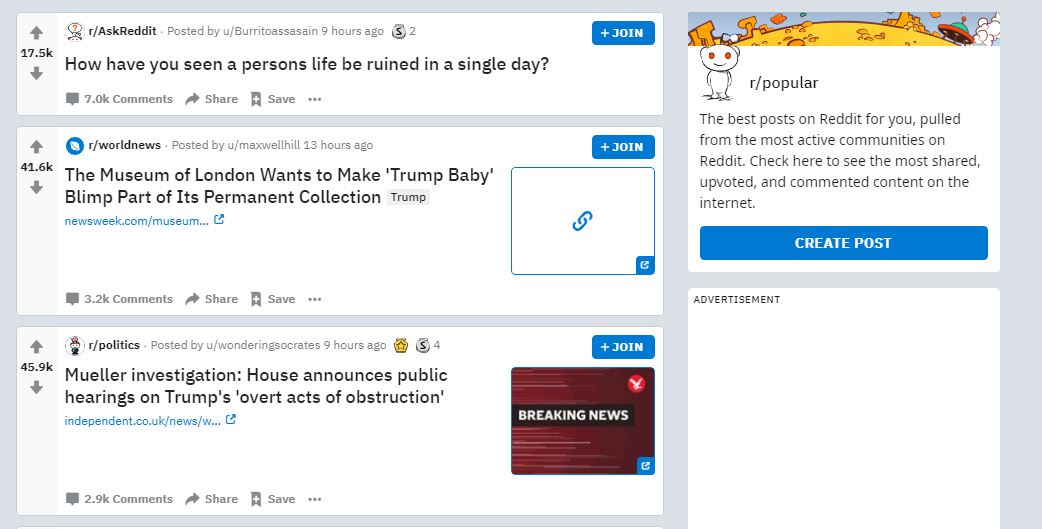 r/AskReddit · Posted by u/Burritoassasain 9 hours ago S 2
+ JOIN
17.5k
How have you seen a persons life be ruined in a single day?
7.0k Comments Share Save ...
r/worldnews · Posted by u/maxwellhill 13 hours ago
+ JOIN
41.6k
The Museum of London Wants to Make 'Trump Baby'
Blimp Part of Its Permanent Collection Trump
newsweek.com/museum...
3.2k Comments Share Save ...
r/politics · Posted by u/wonderingsocrates 9 hours ago S 4
+ JOIN
45.9k
Mueller investigation: House announces public
hearings on Trump's 'overt acts of obstruction'
independent.co.uk/news/w...
BREAKING NEWS
2.9k Comments Share Save ...
r/popular
The best posts on Reddit for you, pulled
from the most active communities on
Reddit. Check here to see the most shared,
upvoted, and commented content on the
internet.
CREATE POST
ADVERTISEMENT